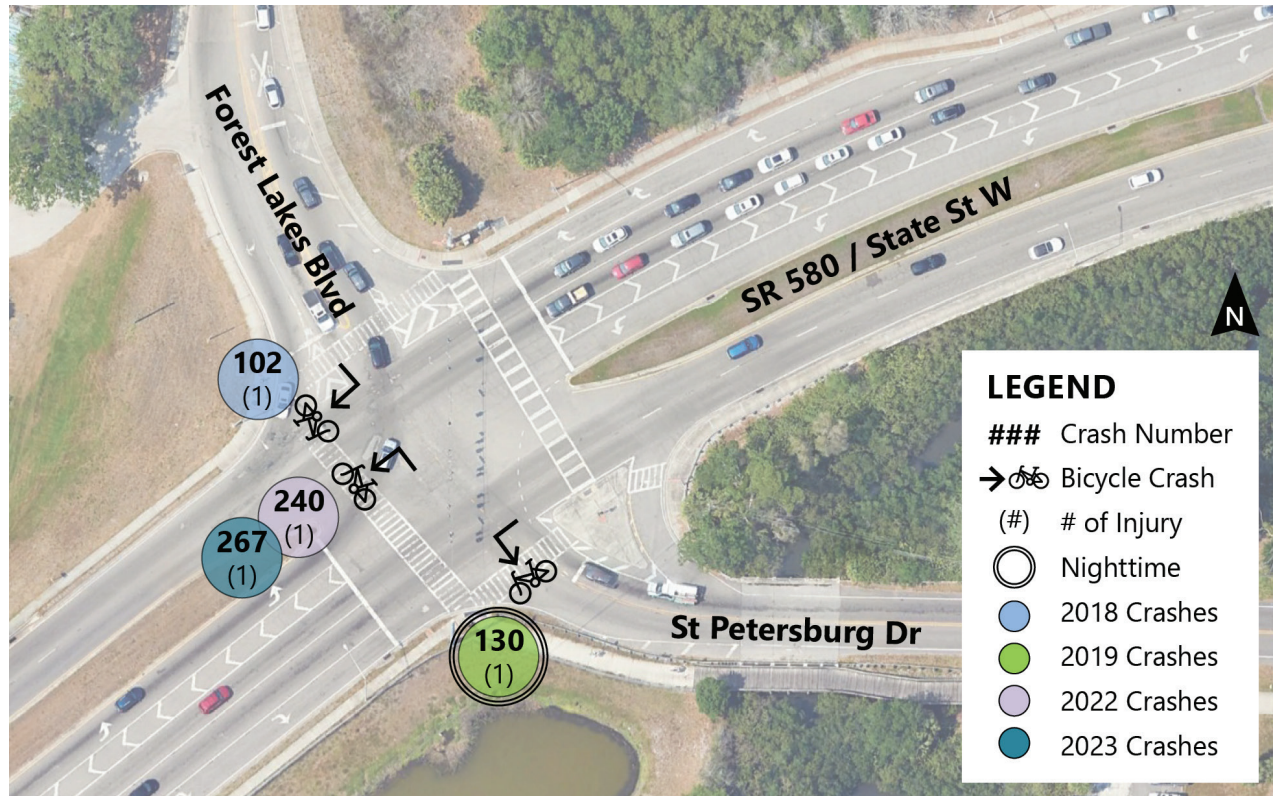 Forest Lakes Blvd
SR 580 / State St W
N
102
(1)
240
(1)
267
(1)
130
(1)
St Petersburg Dr
LEGEND
### Crash Number
Bicycle Crash
(#) # of Injury
Nighttime
2018 Crashes
2019 Crashes
2022 Crashes
2023 Crashes